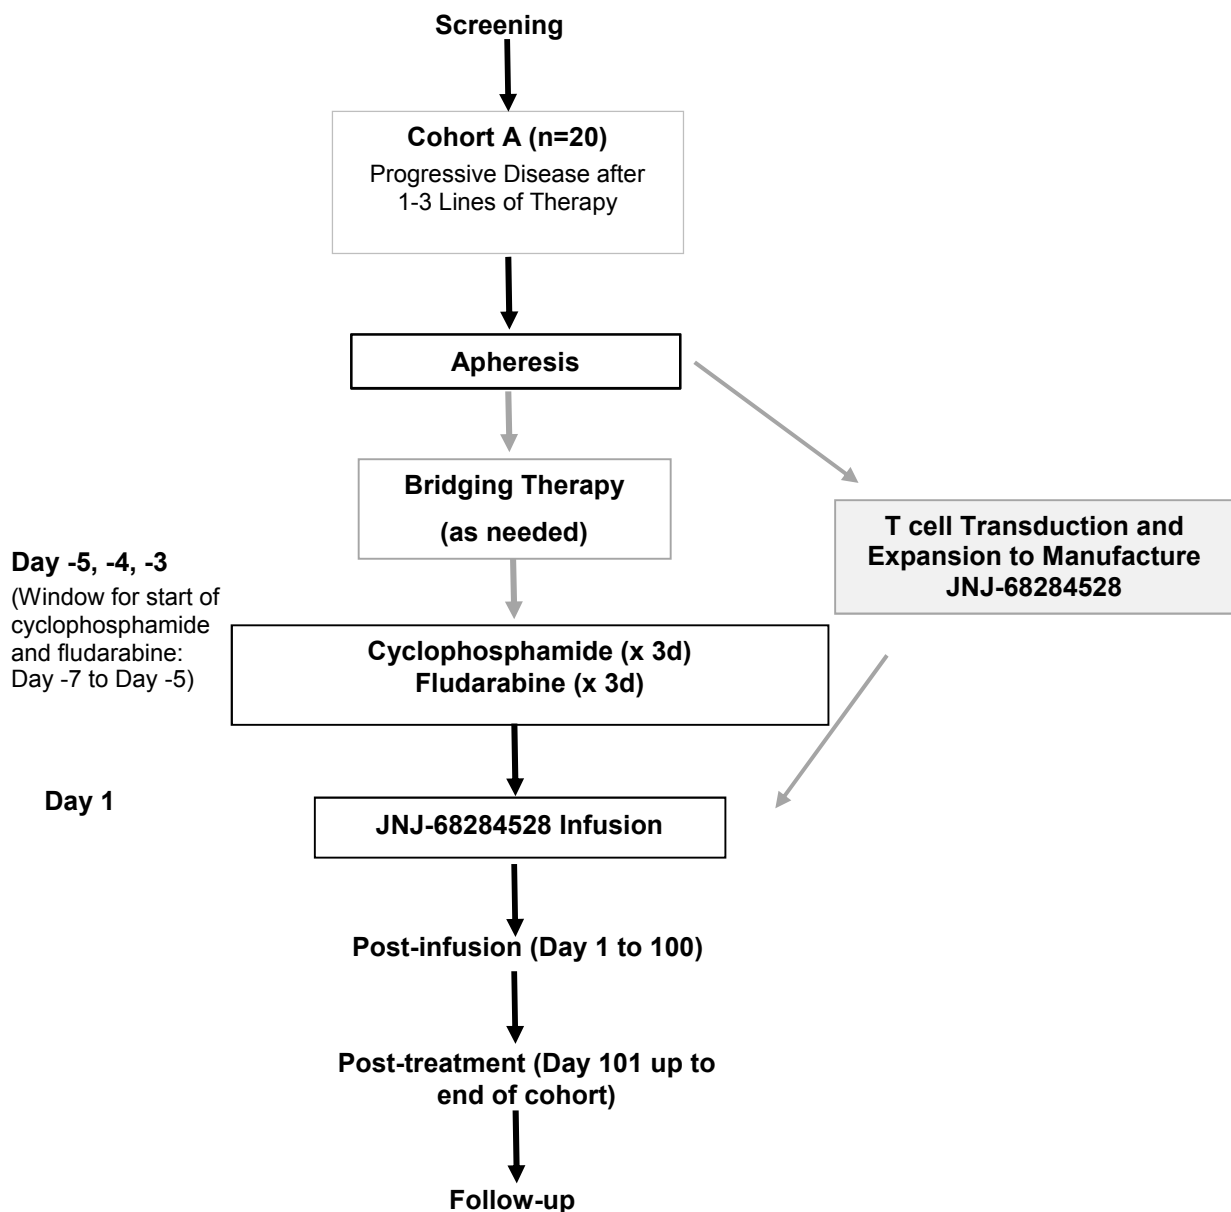 Screening
Cohort A (n=20)
Progressive Disease after
1-3 Lines of Therapy
Apheresis
Bridging Therapy
(as needed)
T cell Transduction and
Expansion to Manufacture
JNJ-68284528
Day -5, -4, -3
(Window for start of
cyclophosphamide
and fludarabine:
Day -7 to Day -5)
Cyclophosphamide (x 3d)
Fludarabine (x 3d)
Day 1
JNJ-68284528 Infusion
Post-infusion (Day 1 to 100)
Post-treatment (Day 101 up to
end of cohort)
Follow-up